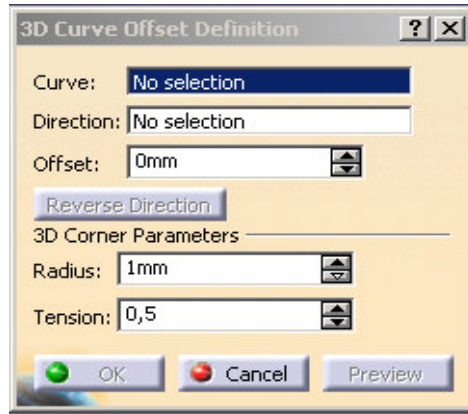 3D Curve Offset Definition
Curve: No selection
Direction: No selection
Offset: 0mm
Reverse Direction
3D Corner Parameters
Radius: 1mm
Tension: 0,5
OK Cancel Preview